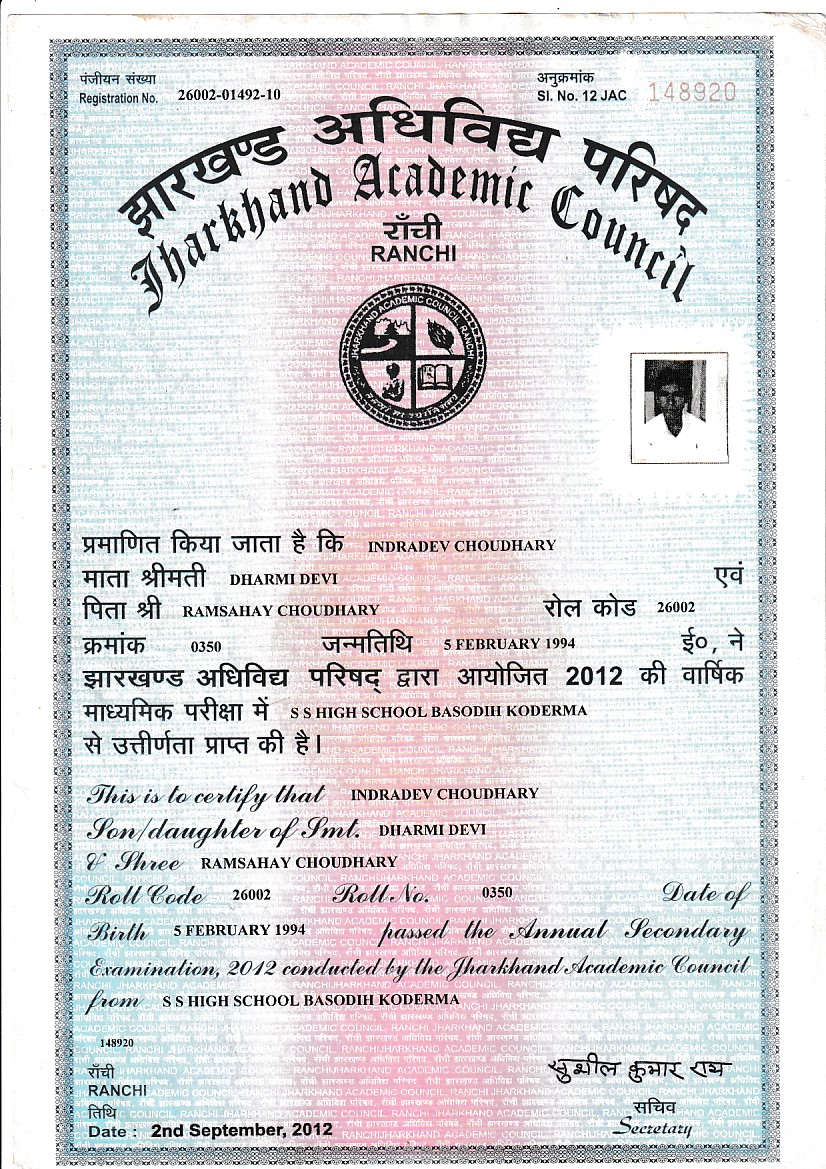 पंजीयन संख्या
Registration No. 26002-01492-10
अनुक्रमांक
Sl. No. 12 JAC 148920
झारखण्ड अधिविद्य परिषद
Jharkhand Academic Council
राँची
RANCHI
JHARKHAND ACADEMIC COUNCIL RANCHI
प्रमाणित किया जाता है कि INDRADEV CHOUDHARY
माता श्रीमती DHARMI DEVI एवं
पिता श्री RAMSAHAY CHOUDHARY रोल कोड 26002
क्रमांक 0350 जन्मतिथि 5 FEBRUARY 1994 ई०, ने
झारखण्ड अधिविद्य परिषद् द्वारा आयोजित 2012 की वार्षिक
माध्यमिक परीक्षा में S S HIGH SCHOOL BASODIH KODERMA
से उत्तीर्णता प्राप्त की है।
This is to certify that INDRADEV CHOUDHARY
Son/daughter of Smt. DHARMI DEVI
& Shree RAMSAHAY CHOUDHARY
Roll Code 26002 Roll No. 0350 Date of
Birth 5 FEBRUARY 1994 passed the Annual Secondary
Examination, 2012 conducted by the Jharkhand Academic Council
from S S HIGH SCHOOL BASODIH KODERMA
148920
राँची
RANCHI
तिथि
Date : 2nd September, 2012
सुशील कुमार राय
सचिव
Secretary